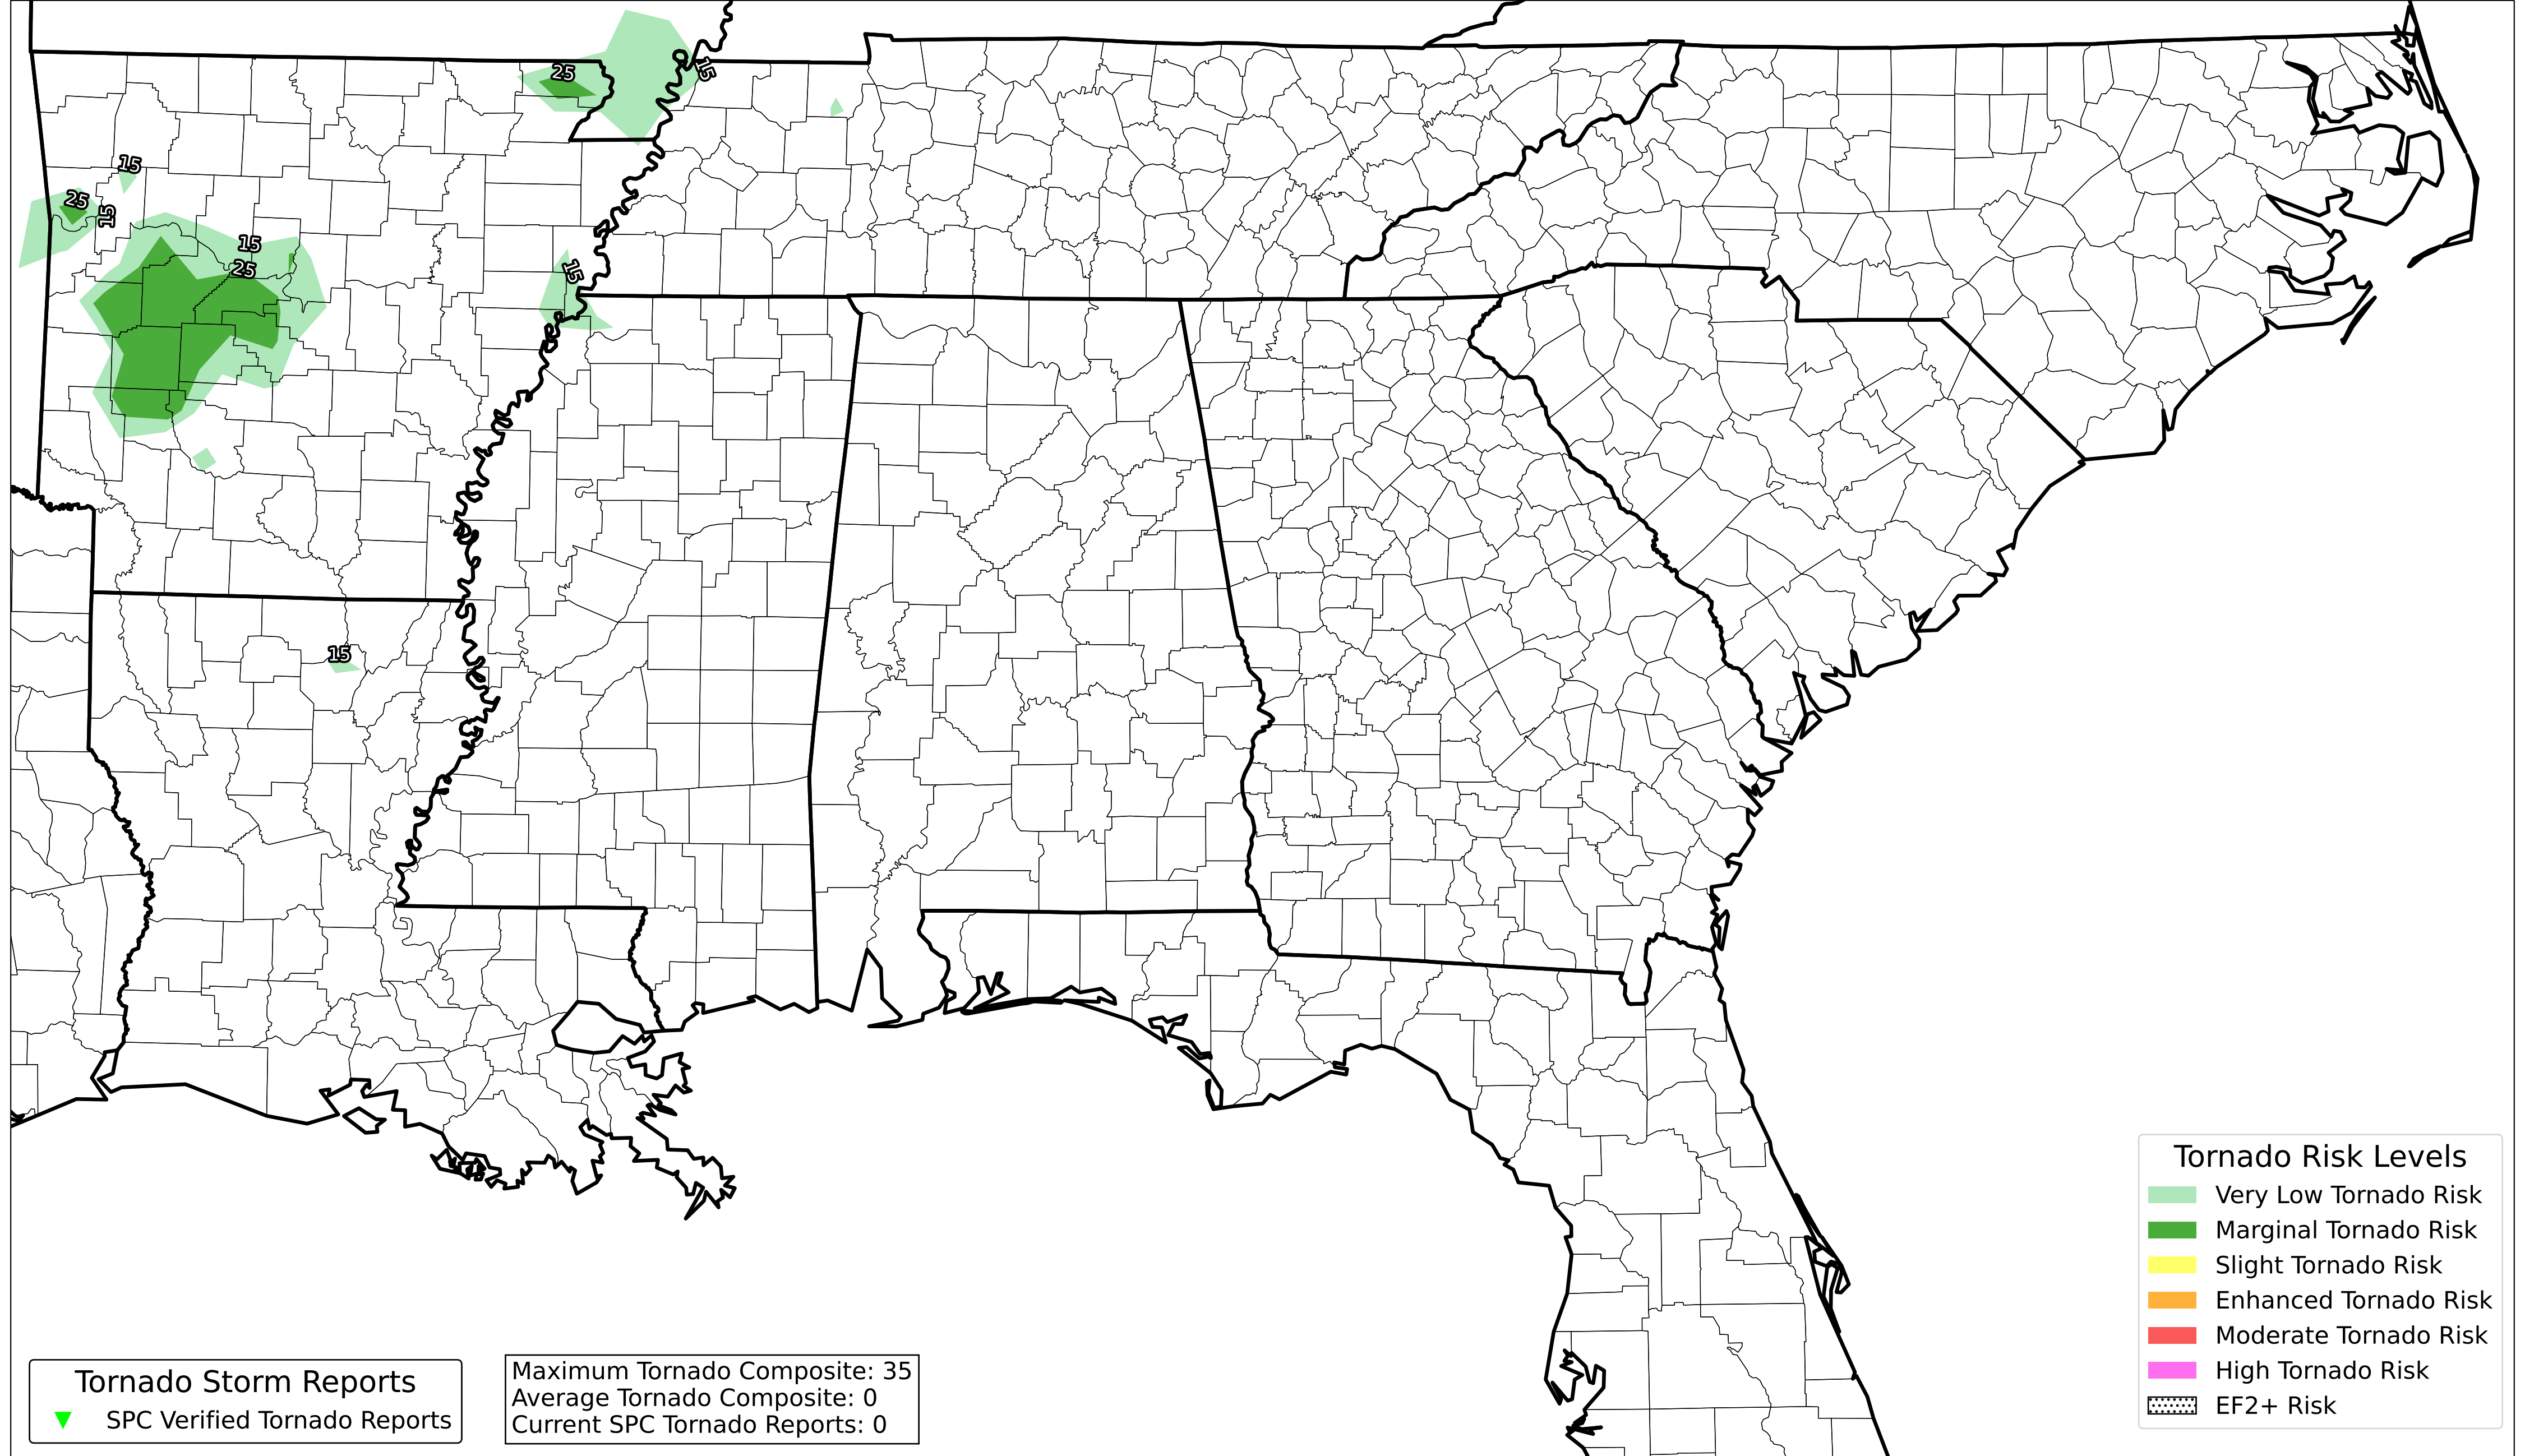 25
15
15
25
15
15
25
15
15
Tornado Risk Levels
Very Low Tornado Risk
Marginal Tornado Risk
Slight Tornado Risk
Enhanced Tornado Risk
Moderate Tornado Risk
High Tornado Risk
EF2+ Risk
Tornado Storm Reports
SPC Verified Tornado Reports
Maximum Tornado Composite: 35
Average Tornado Composite: 0
Current SPC Tornado Reports: 0